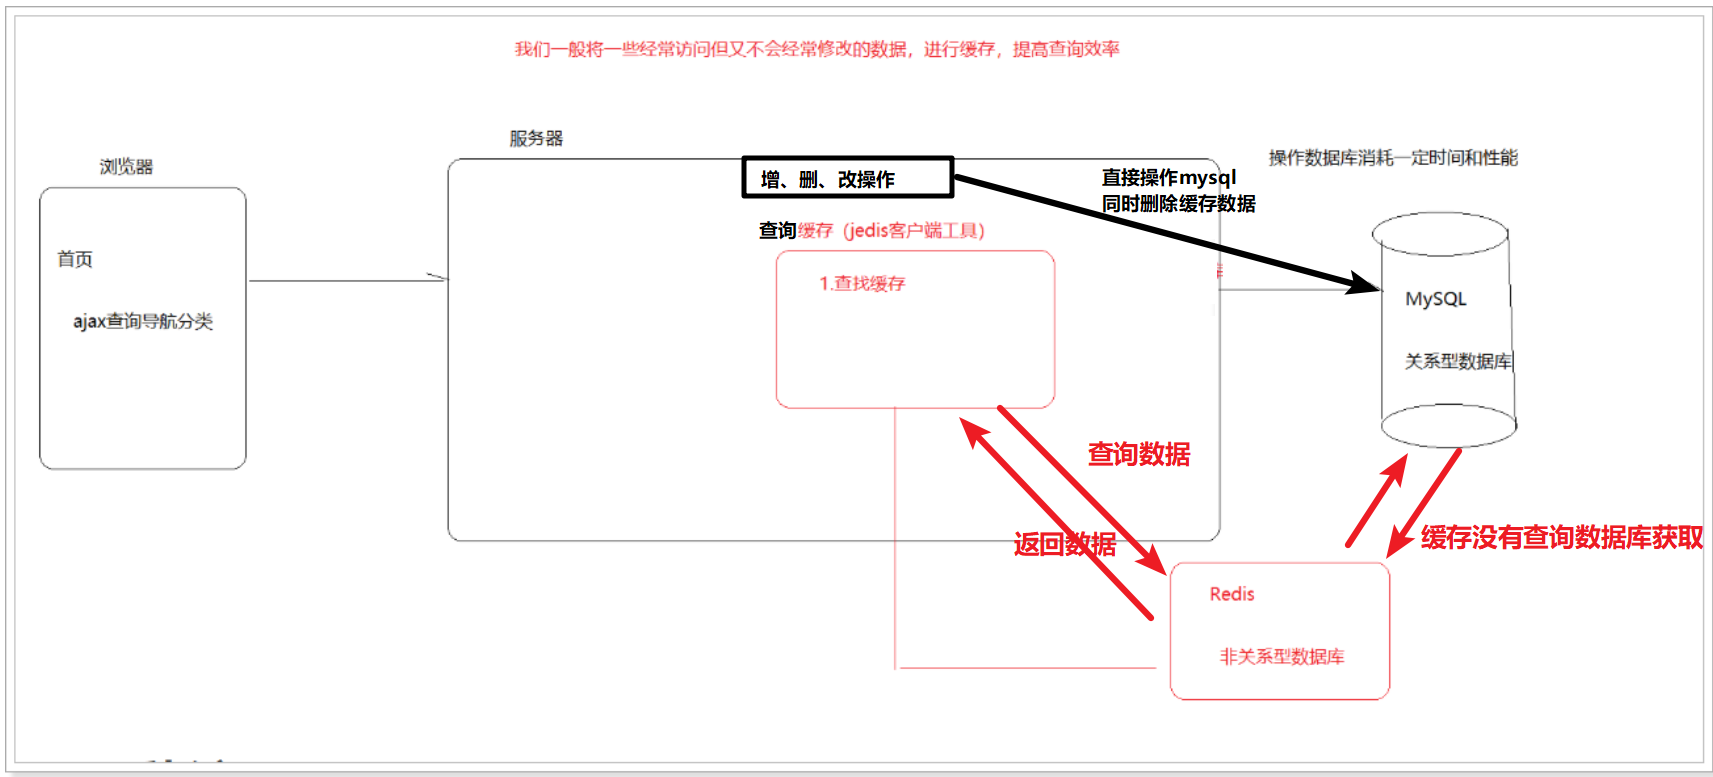 我们一般将一些经常访问但又不会经常修改的数据，进行缓存，提高查询效率
服务器
浏览器
操作数据库消耗一定时间和性能
增、删、改操作
直接操作mysql
同时删除缓存数据
查询缓存（jedis客户端工具）
首页
1.查找缓存
MySQL
ajax查询导航分类
关系型数据库
查询数据
返回数据
缓存没有查询数据库获取
Redis
非关系型数据库